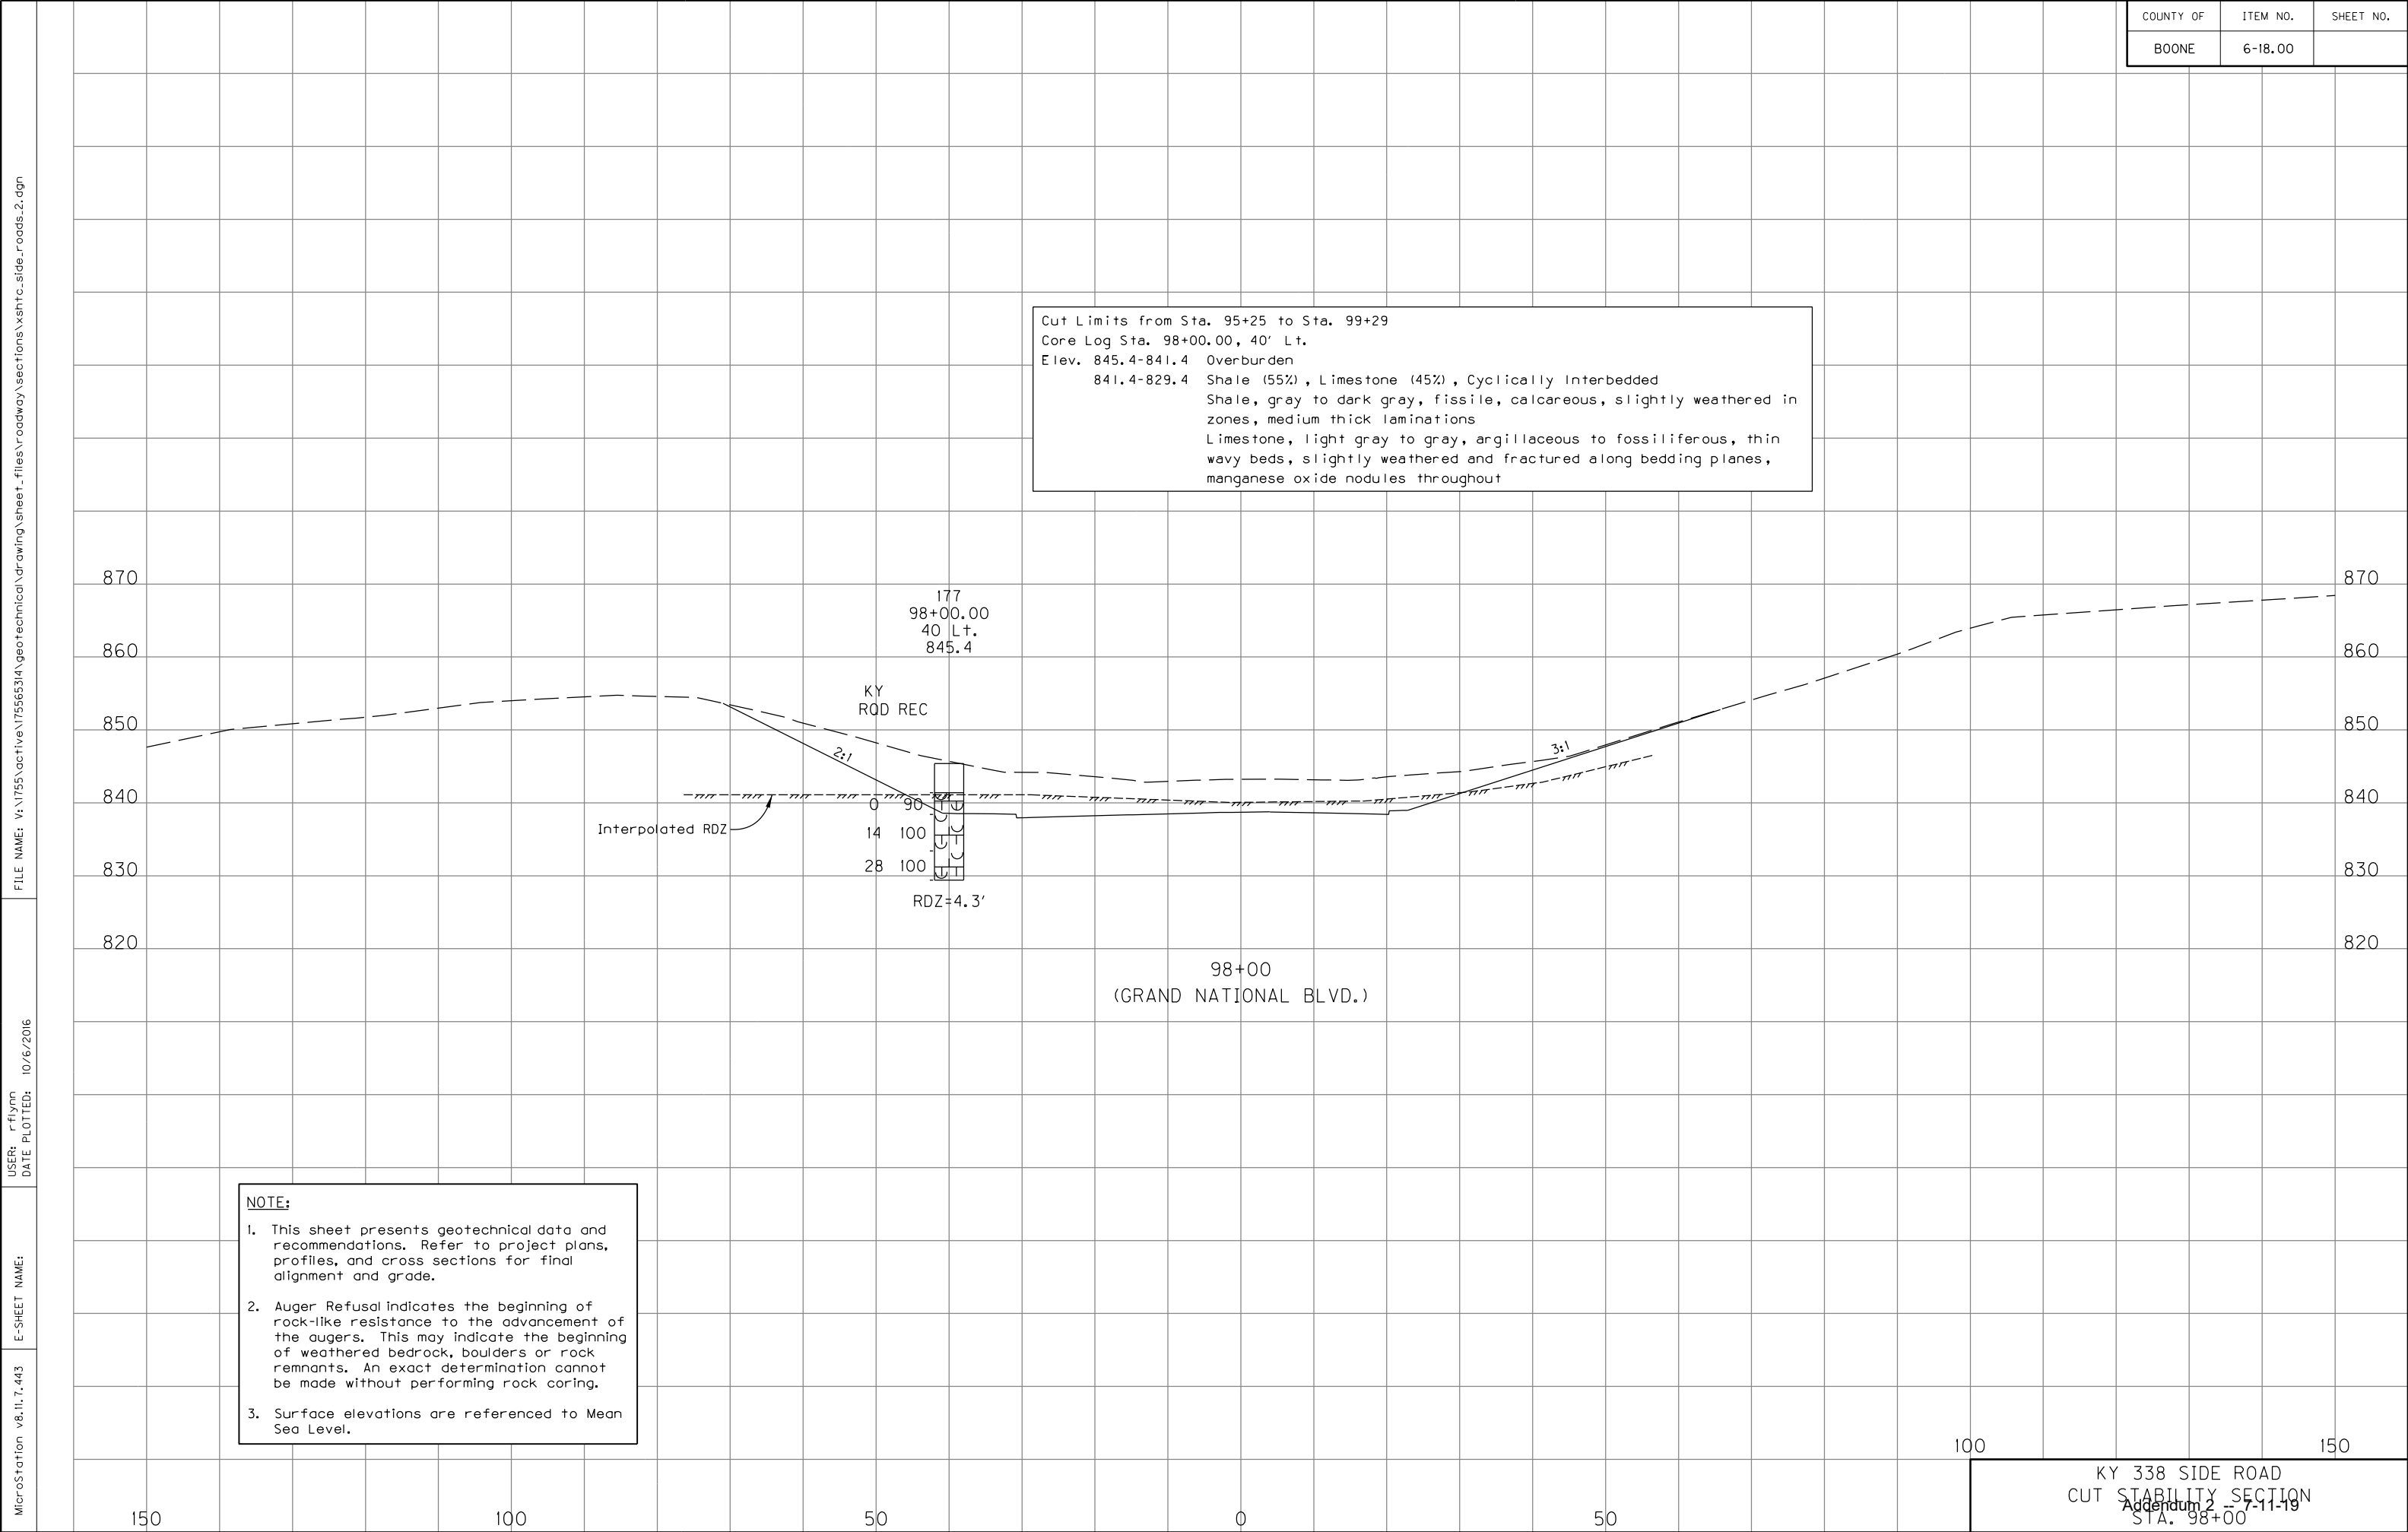 COUNTY OF ITEM NO. SHEET NO.
BOONE 6-18.00
FILE NAME: V:\1755\active\175565314\geotechnical\drawing\sheet_files\roadway\sections\xshtc_side_roads_2.dgn
USER: rflynn
DATE PLOTTED: 10/6/2016
E-SHEET NAME:
MicroStation v8.11.7.443
Cut Limits from Sta. 95+25 to Sta. 99+29
Core Log Sta. 98+00.00, 40' Lt.
Elev. 845.4-841.4 Overburden
841.4-829.4 Shale (55%), Limestone (45%), Cyclically Interbedded
Shale, gray to dark gray, fissile, calcareous, slightly weathered in
zones, medium thick laminations
Limestone, light gray to gray, argillaceous to fossiliferous, thin
wavy beds, slightly weathered and fractured along bedding planes,
manganese oxide nodules throughout
870 870
177
98+00.00
40 Lt.
845.4
860 860
KY
RQD REC
850 850
2:1
3:1
840 840
0 90
Interpolated RDZ
14 100
28 100
830 830
RDZ=4.3'
820 820
98+00
(GRAND NATIONAL BLVD.)
NOTE:
1. This sheet presents geotechnical data and
recommendations. Refer to project plans,
profiles, and cross sections for final
alignment and grade.
2. Auger Refusal indicates the beginning of
rock-like resistance to the advancement of
the augers. This may indicate the beginning
of weathered bedrock, boulders or rock
remnants. An exact determination cannot
be made without performing rock coring.
3. Surface elevations are referenced to Mean
Sea Level.
100 150
150 100 50 0 50
KY 338 SIDE ROAD
CUT STABILITY SECTION
Addendum 2 -- 7-11-19
STA. 98+00